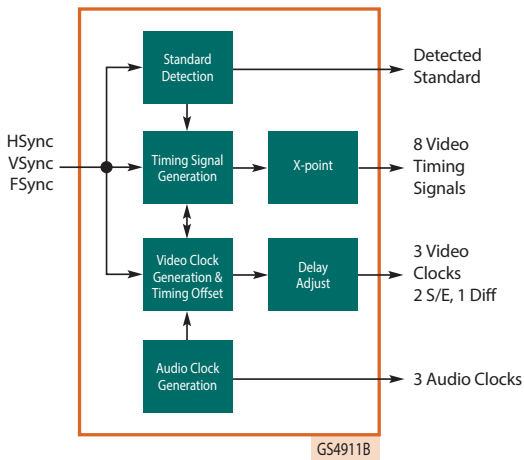 Standard
Detection
Detected
Standard
HSync
VSync
FSync
Timing Signal
Generation
X-point
8 Video
Timing
Signals
Video Clock
Generation &
Timing Offset
Delay
Adjust
3 Video
Clocks
2 S/E, 1 Diff
Audio Clock
Generation
3 Audio Clocks
GS4911B